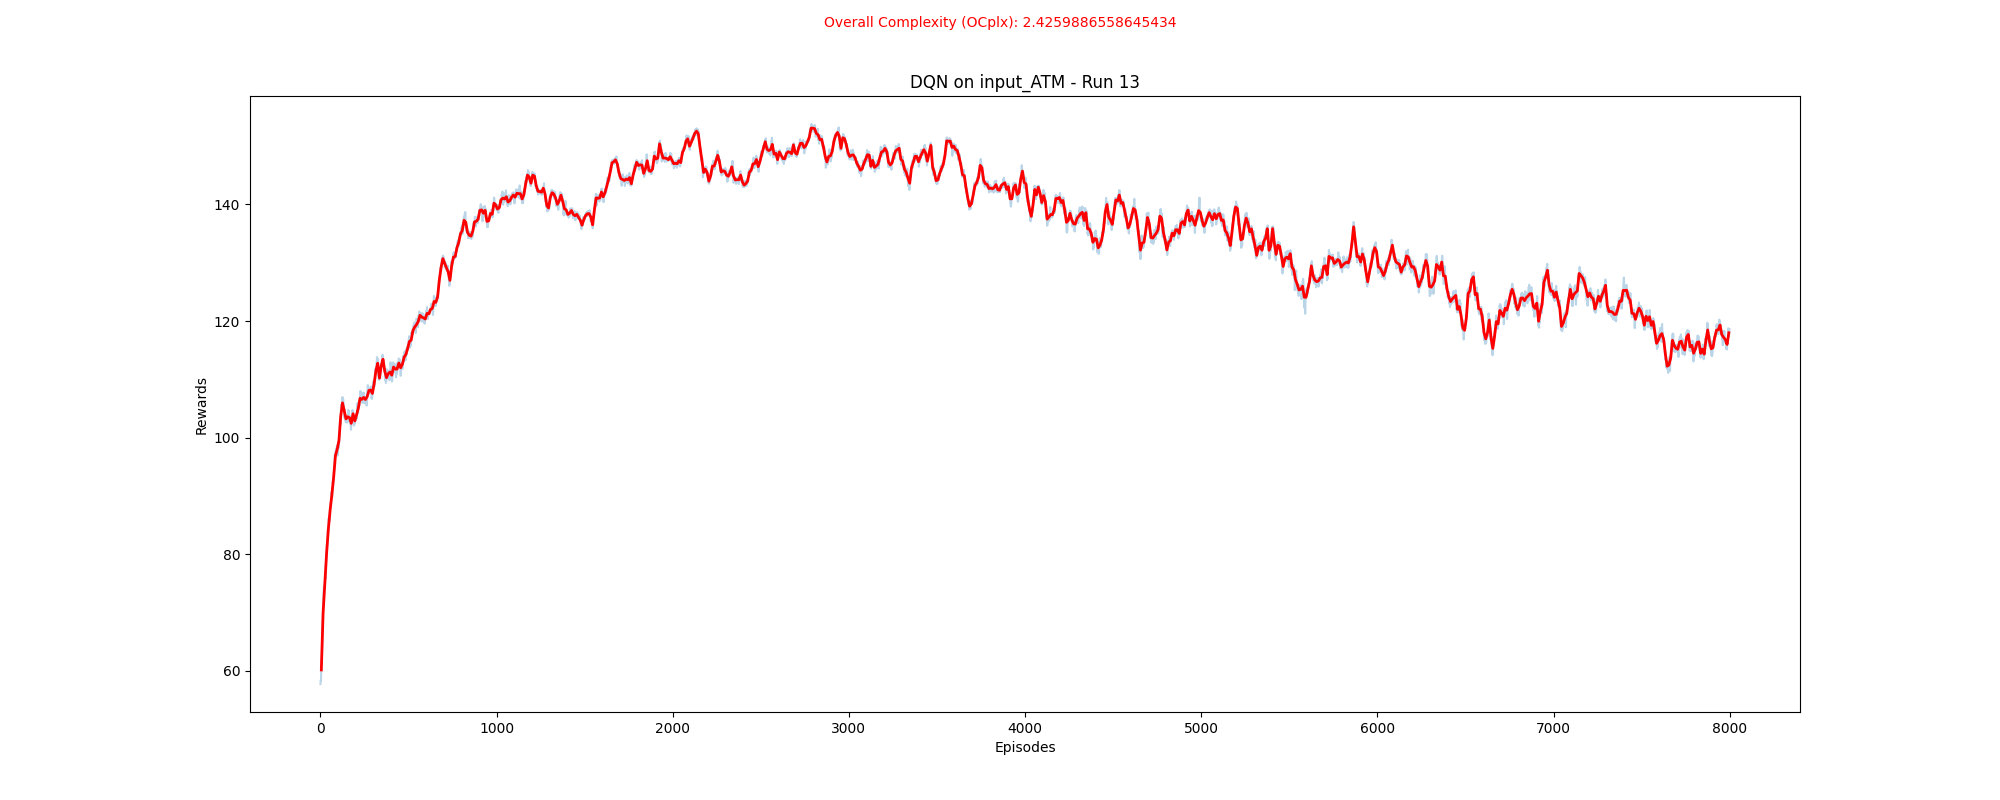 Overall Complexity (OCplx): 2.4259886558645434
DQN on input_ATM - Run 13
140
120
100
80
60
Rewards
0 1000 2000 3000 4000 5000 6000 7000 8000
Episodes